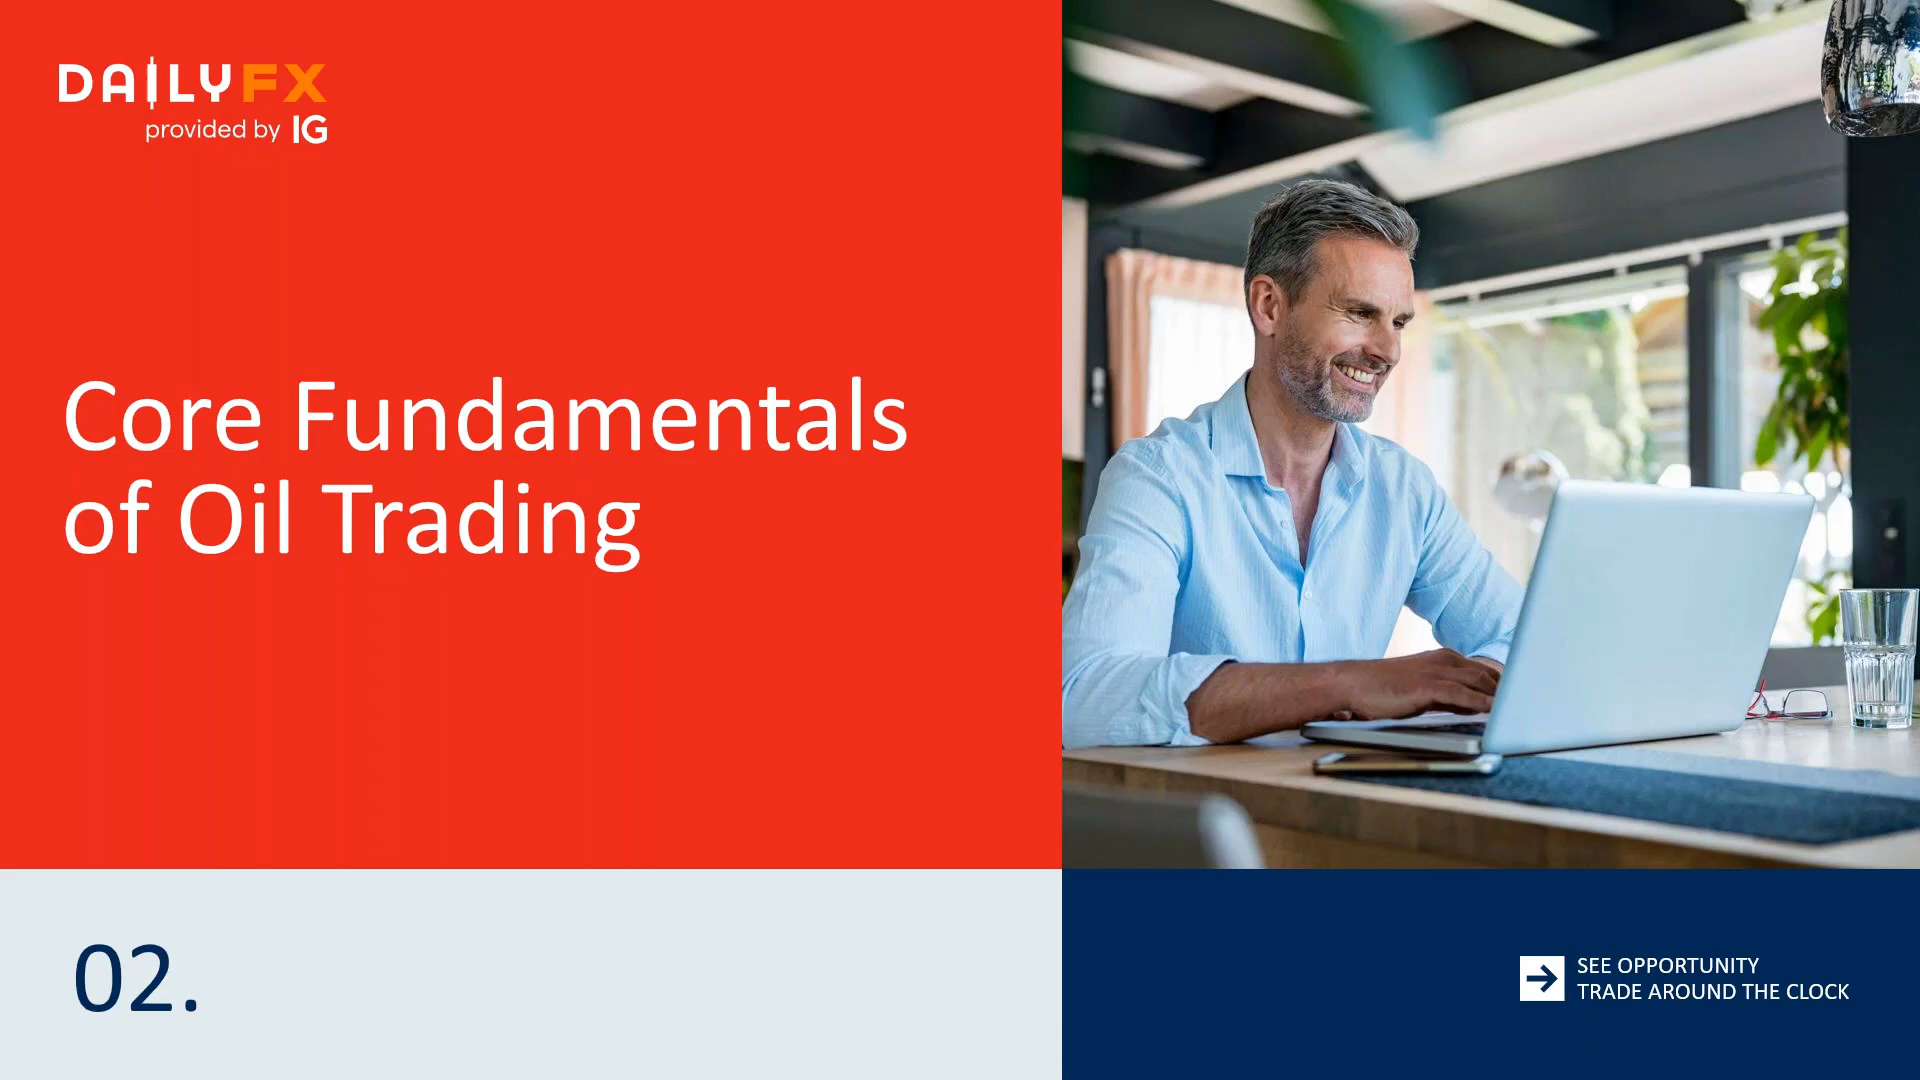 DAILYFX
provided by IG
Core Fundamentals
of Oil Trading
02.
SEE OPPORTUNITY
TRADE AROUND THE CLOCK